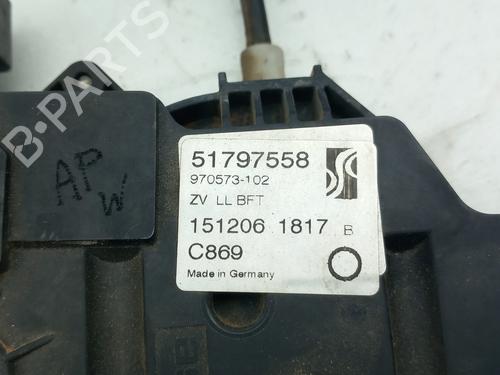 B-PARTS
AP
W
51797558
970573-102
ZV LL BFT
151206 1817 B
C869
Made in Germany